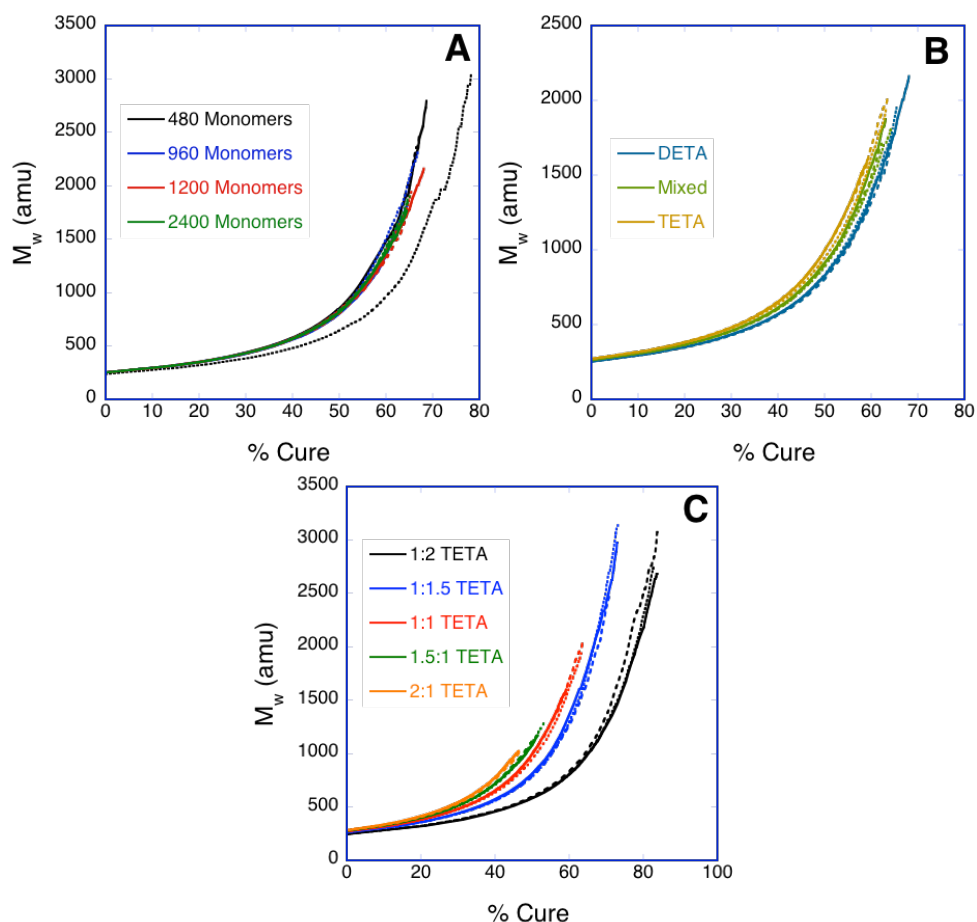 A
3500
3000
2500
2000
1500
1000
500
0
M_w (amu)
480 Monomers
960 Monomers
1200 Monomers
2400 Monomers
0 10 20 30 40 50 60 70 80
% Cure
B
2500
2000
1500
1000
500
0
M_w (amu)
DETA
Mixed
TETA
0 10 20 30 40 50 60 70 80
% Cure
C
3500
3000
2500
2000
1500
1000
500
0
M_w (amu)
1:2 TETA
1:1.5 TETA
1:1 TETA
1.5:1 TETA
2:1 TETA
0 20 40 60 80 100
% Cure